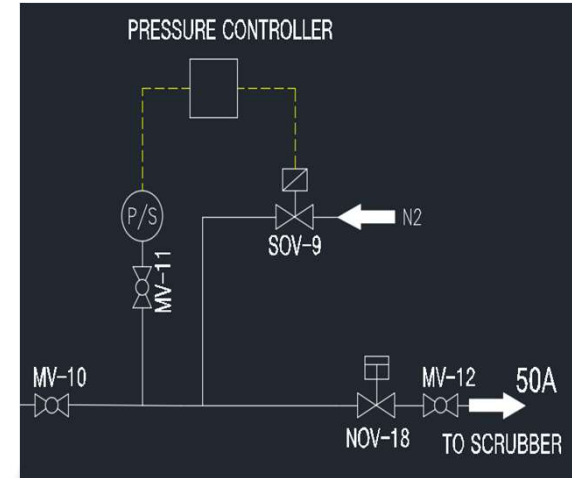 PRESSURE CONTROLLER
P/S
N2
SOV-9
MV-11
MV-10
MV-12
50A
NOV-18
TO SCRUBBER